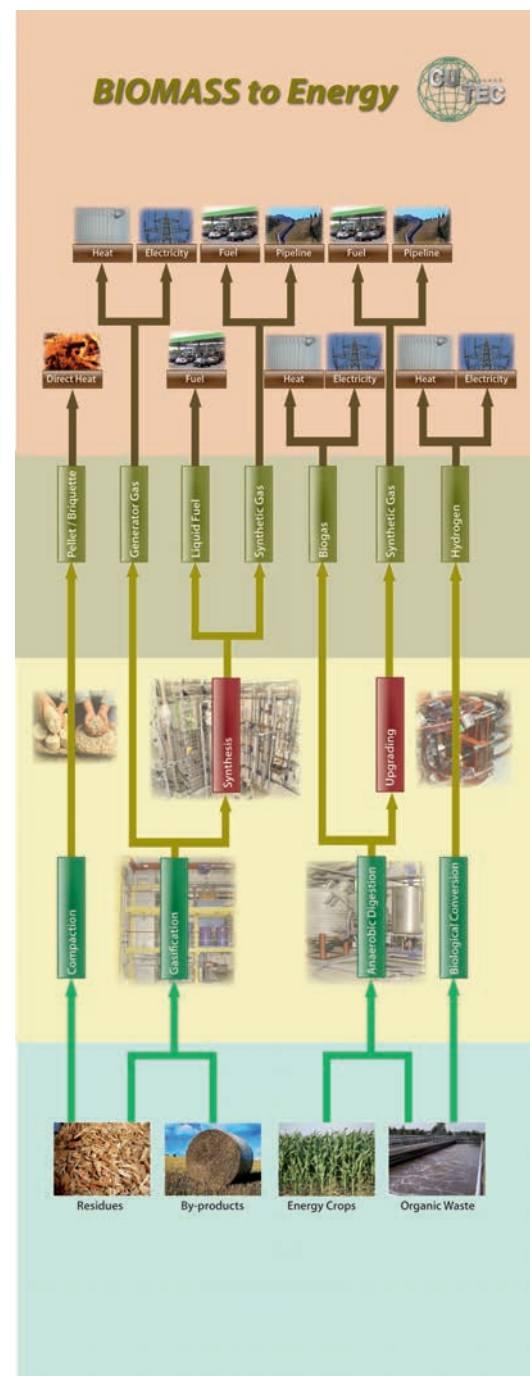 BIOMASS to Energy
CUTEC
Heat
Electricity
Fuel
Pipeline
Fuel
Pipeline
Direct Heat
Fuel
Heat
Electricity
Heat
Electricity
Pellet / Briquette
Generator Gas
Liquid Fuel
Synthetic Gas
Biogas
Synthetic Gas
Hydrogen
Synthesis
Upgrading
Compaction
Gasification
Anaerobic Digestion
Biological Conversion
Residues
By-products
Energy Crops
Organic Waste